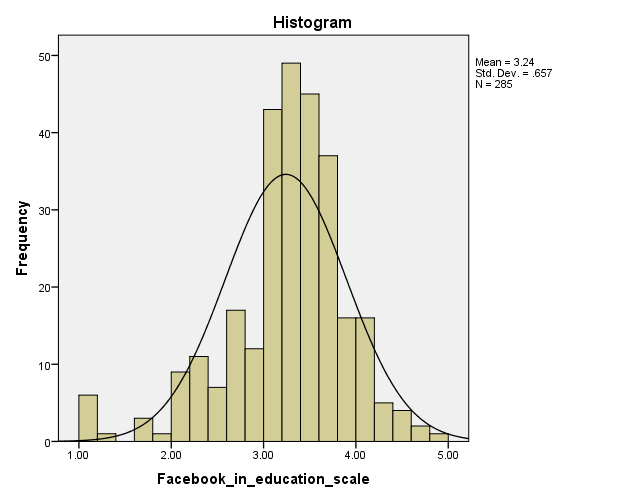 Histogram
Mean = 3.24
Std. Dev. = .657
N = 285
50
40
30
20
10
0
Frequency
1.00 2.00 3.00 4.00 5.00
Facebook_in_education_scale